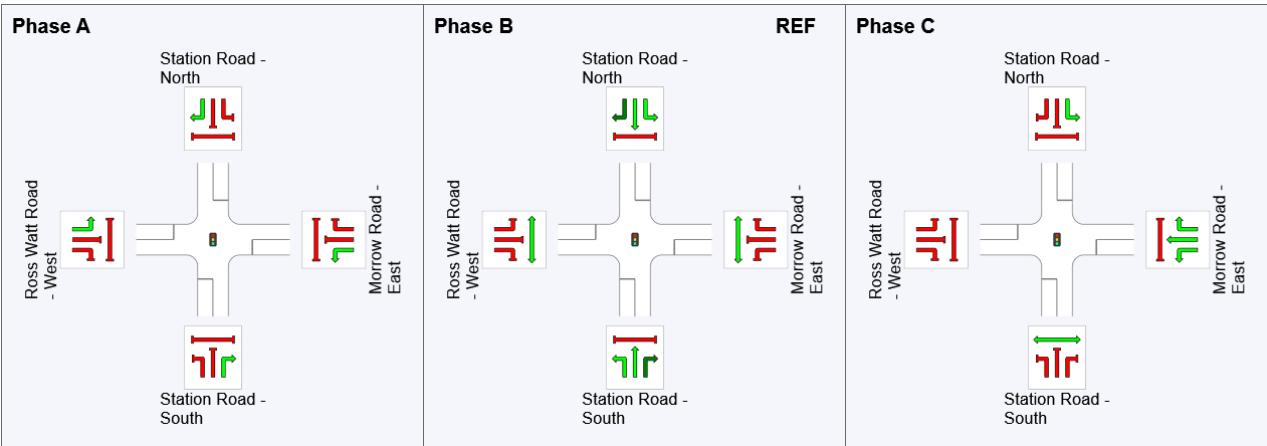 Phase A
Station Road -
North
Ross Watt Road
- West
Morrow Road -
East
Station Road -
South
Phase B
REF
Station Road -
North
Ross Watt Road
- West
Morrow Road -
East
Station Road -
South
Phase C
Station Road -
North
Ross Watt Road
- West
Morrow Road -
East
Station Road -
South